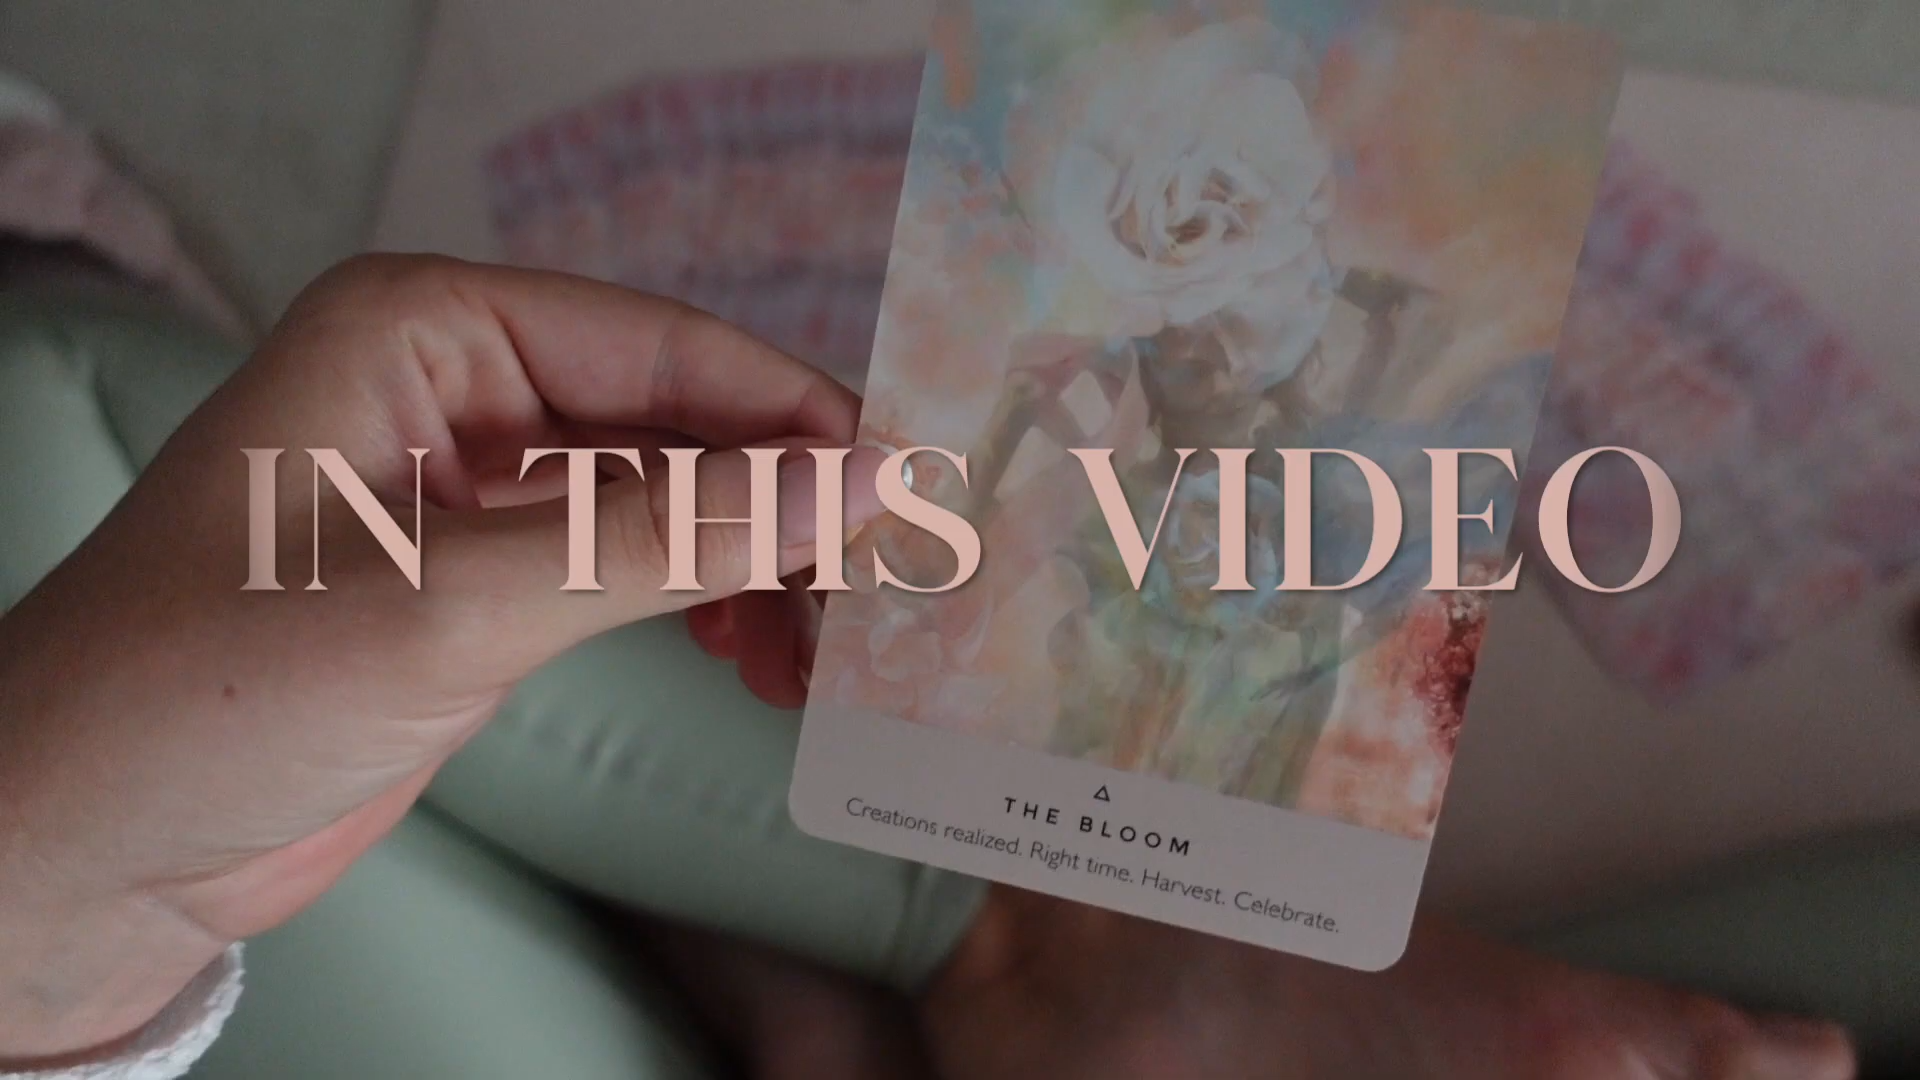 IN THIS VIDEO
THE BLOOM
Creations realized. Right time. Harvest. Celebrate.